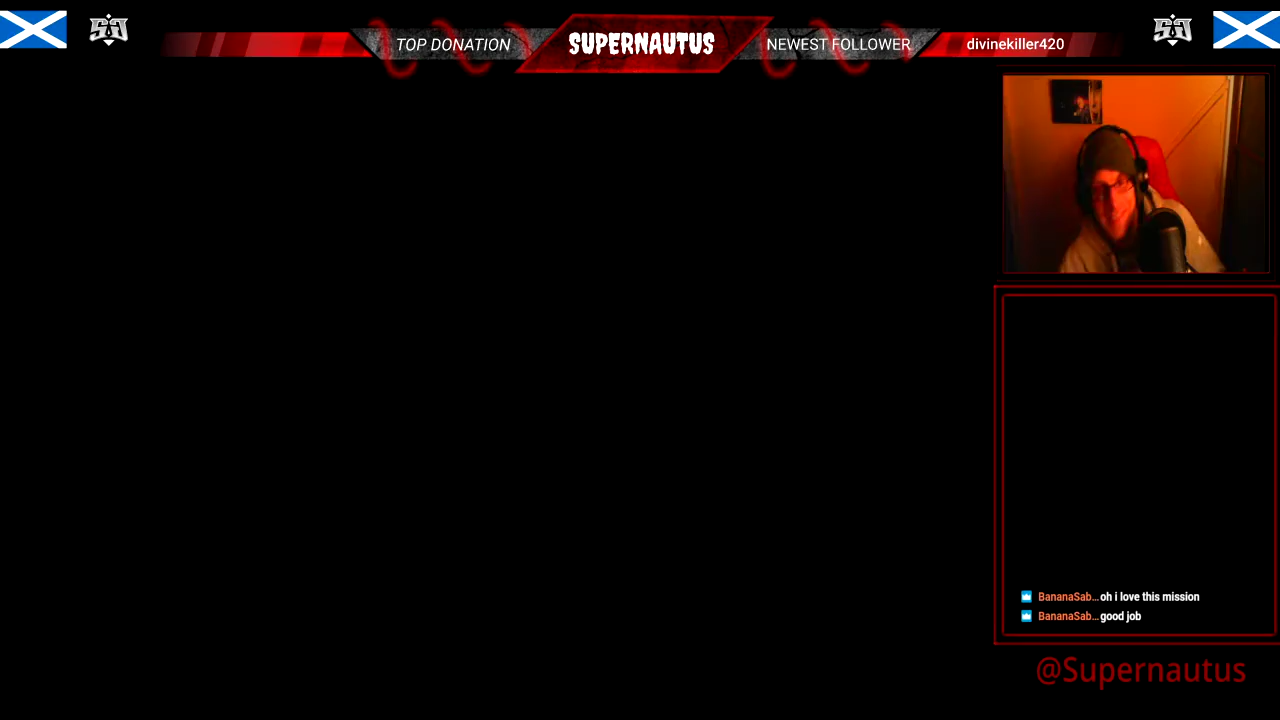 TOP DONATION
SUPERNAUTUS
NEWEST FOLLOWER
divinekiller420
BananaSab... oh i love this mission
BananaSab... good job
@Supernautus